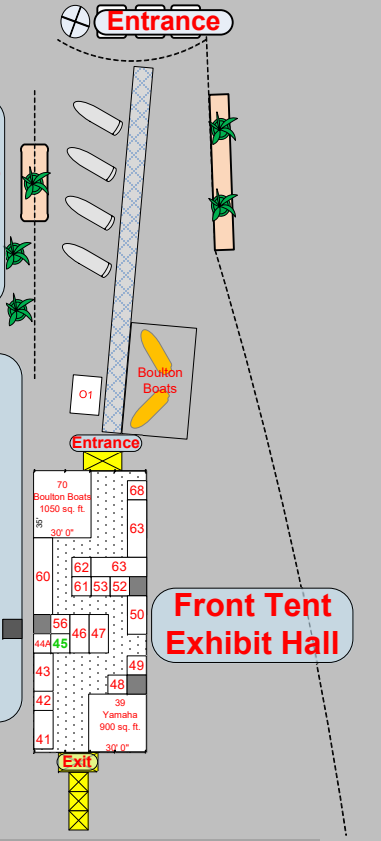 Entrance
O1
Boulton
Boats
Entrance
70
Boulton Boats
1050 sq. ft.
35'
30' 0"
68
63
60
62
63
61
53
52
50
56
46
47
44A
45
43
49
48
42
41
39
Yamaha
900 sq. ft.
30' 0"
Front Tent
Exhibit Hall
Exit